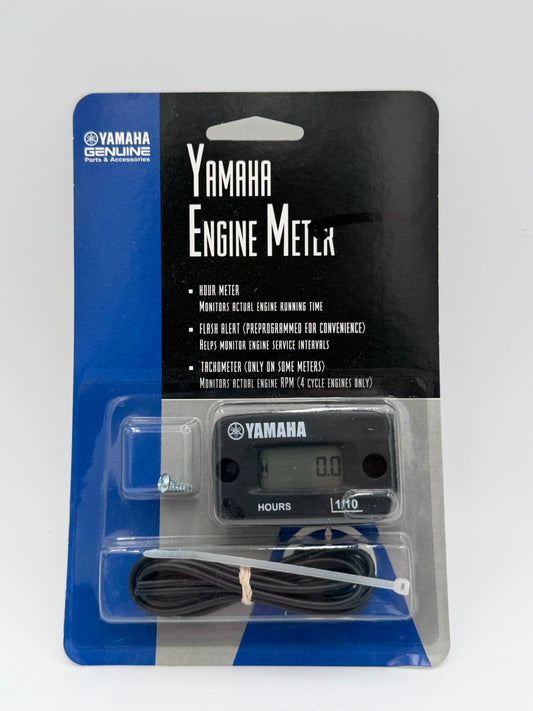 YAMAHA
GENUINE
Parts & Accessories
YAMAHA
ENGINE METER
• HOUR METER
MONITORS ACTUAL ENGINE RUNNING TIME
• FLASH ALERT (PREPROGRAMMED FOR CONVENIENCE)
HELPS MONITOR ENGINE SERVICE INTERVALS
• TACHOMETER (ONLY ON SOME METERS)
MONITORS ACTUAL ENGINE RPM (4 CYCLE ENGINES ONLY)
YAMAHA
0.0
HOURS 1/10